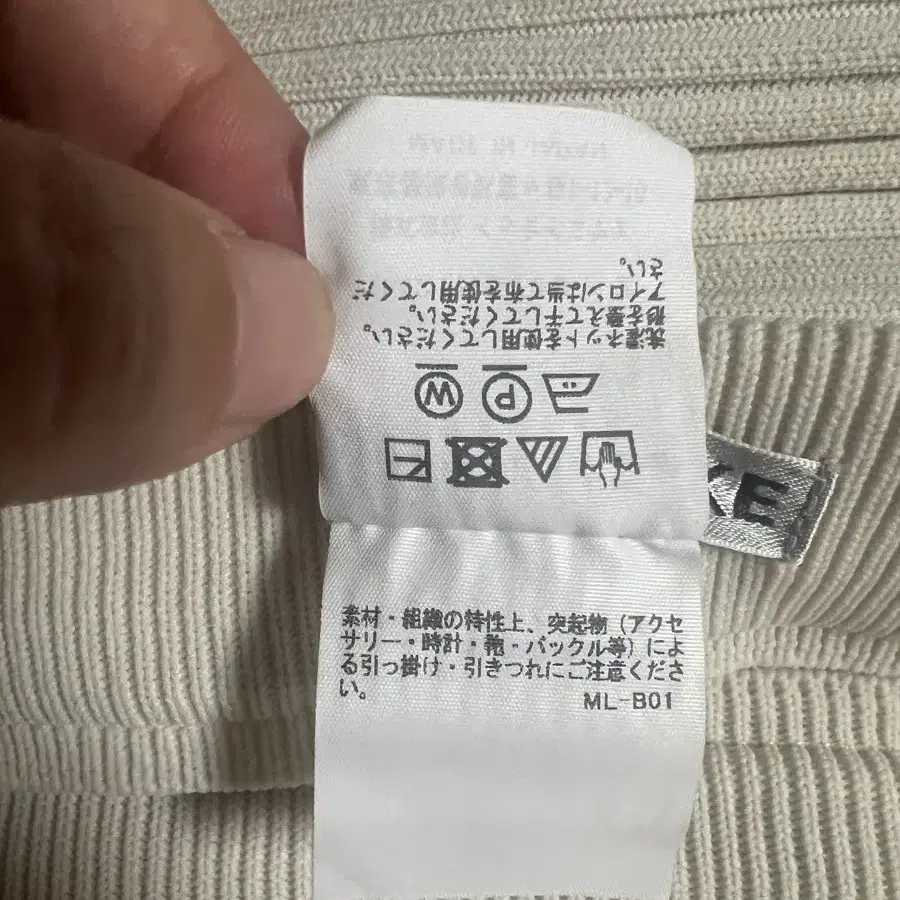 洗濯ネットを使用してください。
形を整えて干してください。
アイロンは当て布を使用してくだ
さい。
P
W
KE
素材・組織の特性上、突起物（アクセ
サリー・時計・鞄・バックル等）によ
る引っ掛け・引きつれにご注意くださ
い。
ML-B01